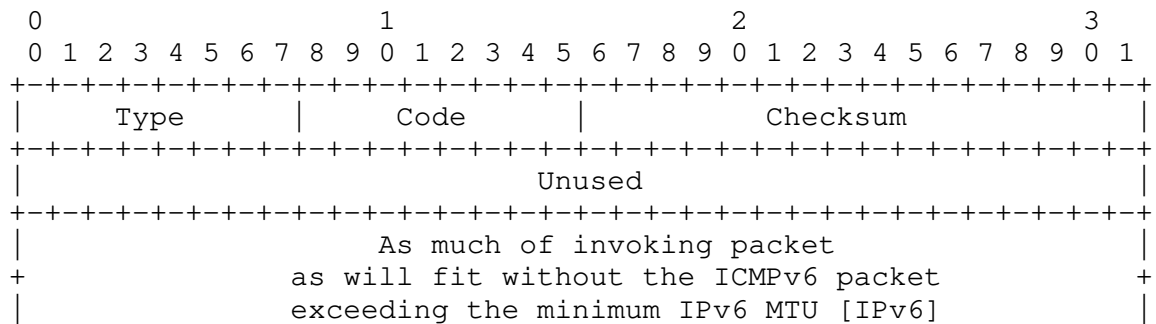 0                   1                   2                   3
 0 1 2 3 4 5 6 7 8 9 0 1 2 3 4 5 6 7 8 9 0 1 2 3 4 5 6 7 8 9 0 1
+-+-+-+-+-+-+-+-+-+-+-+-+-+-+-+-+-+-+-+-+-+-+-+-+-+-+-+-+-+-+-+-+
|     Type      |     Code      |          Checksum             |
+-+-+-+-+-+-+-+-+-+-+-+-+-+-+-+-+-+-+-+-+-+-+-+-+-+-+-+-+-+-+-+-+
|                             Unused                            |
+-+-+-+-+-+-+-+-+-+-+-+-+-+-+-+-+-+-+-+-+-+-+-+-+-+-+-+-+-+-+-+-+
|                    As much of invoking packet                 |
+               as will fit without the ICMPv6 packet           +
|               exceeding the minimum IPv6 MTU [IPv6]           |